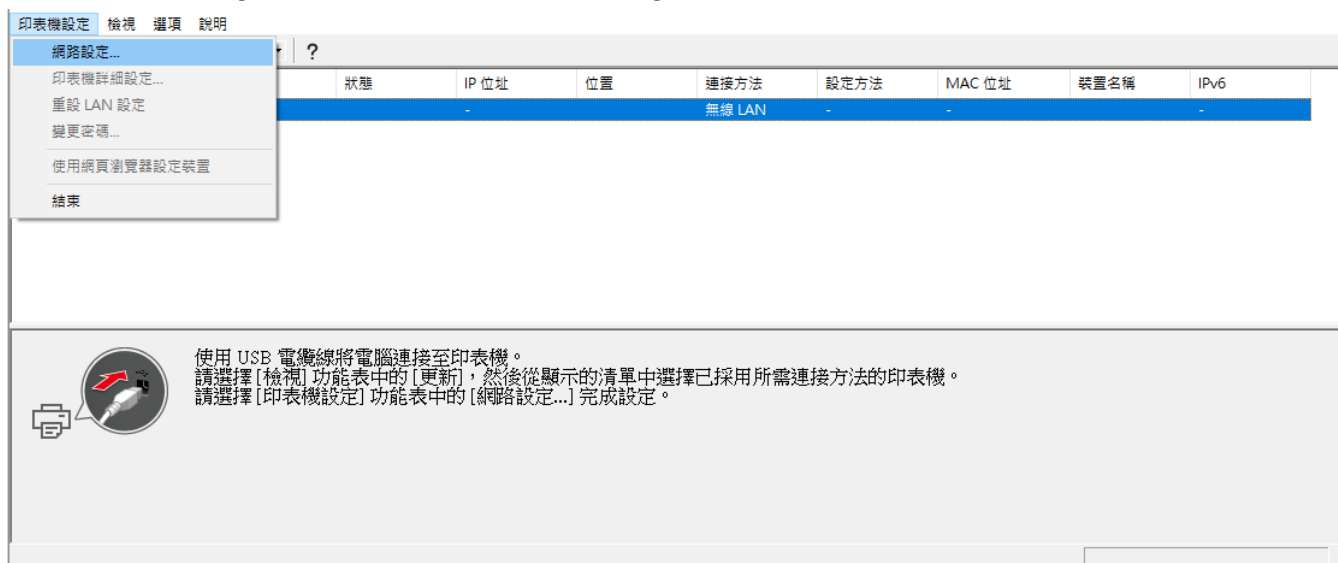 印表機設定 檢視 選項 說明
網路設定...
?
印表機詳細設定...
重設 LAN 設定
變更密碼...
使用網頁瀏覽器設定裝置
結束
狀態 IP 位址 位置 連接方法 設定方法 MAC 位址 裝置名稱 IPv6
- 無線 LAN - - -
使用 USB 電纜線將電腦連接至印表機。
請選擇 [檢視] 功能表中的 [更新],然後從顯示的清單中選擇已採用所需連接方法的印表機。
請選擇 [印表機設定] 功能表中的 [網路設定...] 完成設定。